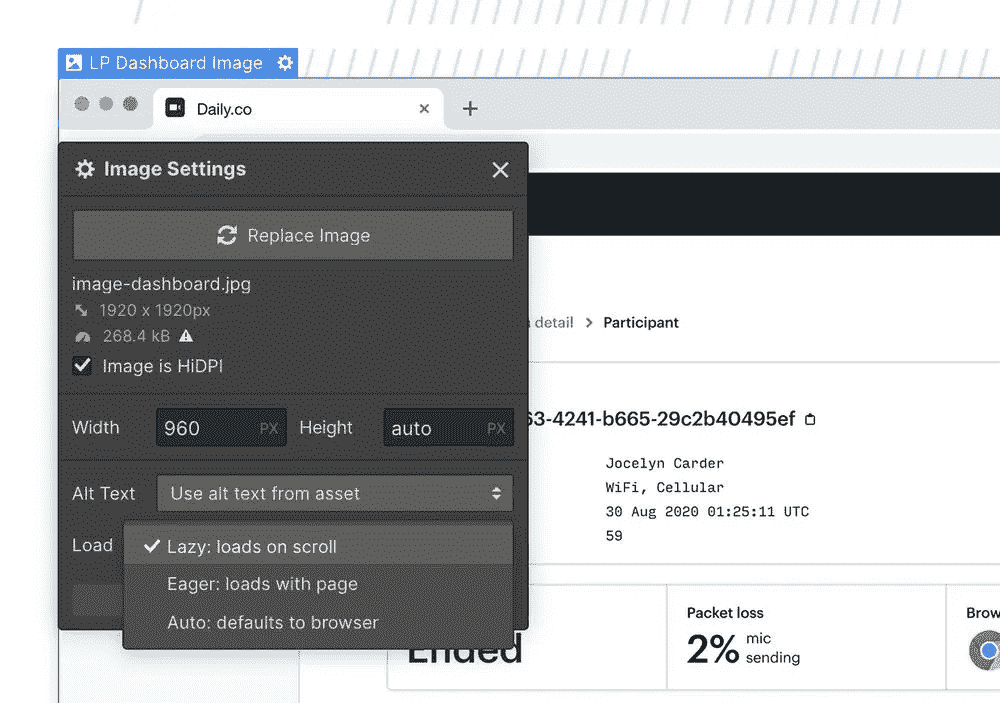 LP Dashboard Image
Daily.co
Image Settings
Replace Image
image-dashboard.jpg
1920 x 1920px
268.4 kB
Image is HiDPI
Width 960 PX Height auto PX
Alt Text Use alt text from asset
Load Lazy: loads on scroll
Eager: loads with page
Auto: defaults to browser
detail > Participant
3-4241-b665-29c2b40495ef
Jocelyn Carder
WiFi, Cellular
30 Aug 2020 01:25:11 UTC
59
Ended
Packet loss
2% mic
sending